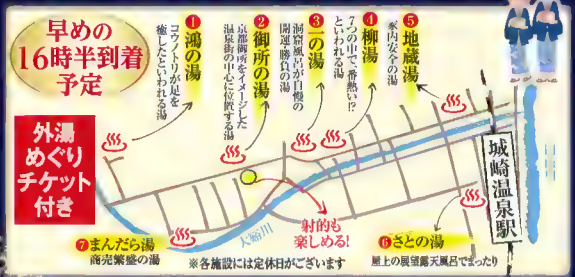 早めの
16時半到着
予定
外湯
めぐり
チケット
付き
❶鴻の湯
コウノトリが足を
癒したといわれる湯
❷御所の湯
京都御所をイメージした
温泉街の中心に位置する湯
❸一の湯
洞窟風呂が自慢の
開運・勝負の湯
❹柳湯
7つの中で一番熱い!?
といわれる湯
❺地蔵湯
家内安全の湯
城崎温泉駅
射的も
楽しめる!
大谿川
❻さとの湯
屋上の展望露天風呂でまったり
❼まんだら湯
商売繁盛の湯
※各施設には定休日がございます